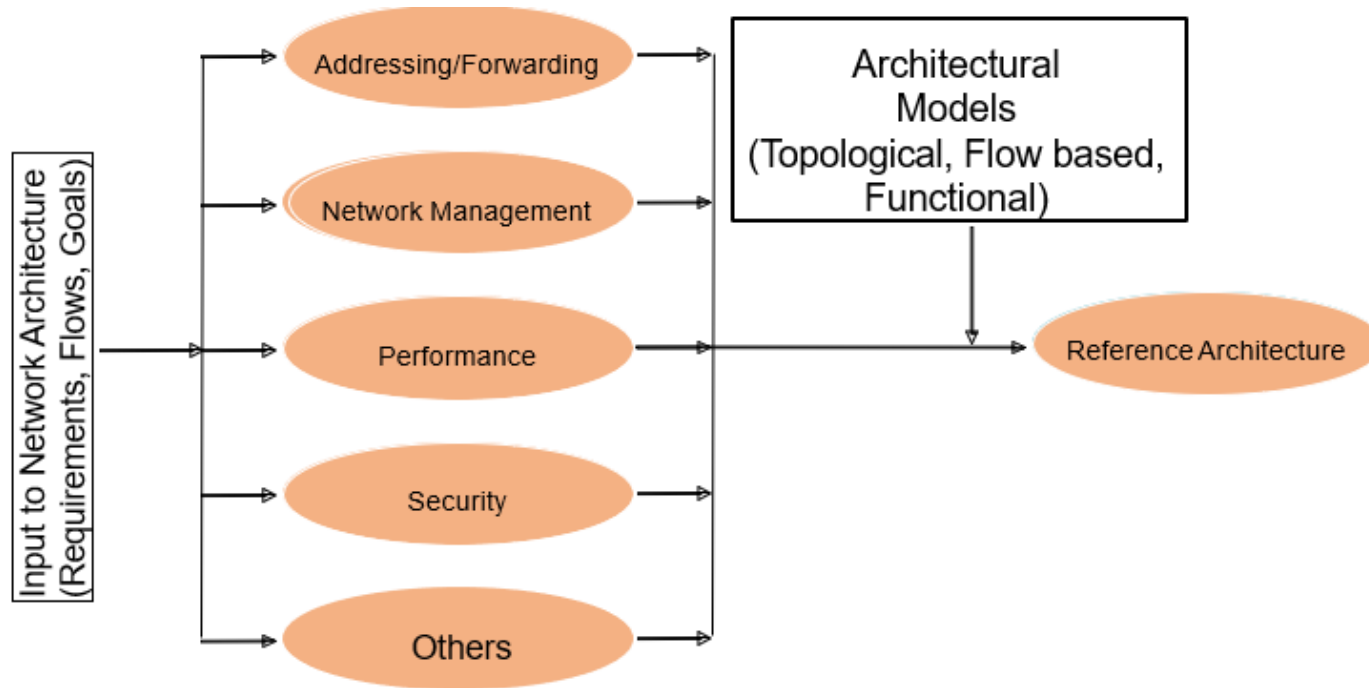 Input to Network Architecture
(Requirements, Flows, Goals)
Addressing/Forwarding
Network Management
Performance
Security
Others
Architectural
Models
(Topological, Flow based,
Functional)
Reference Architecture